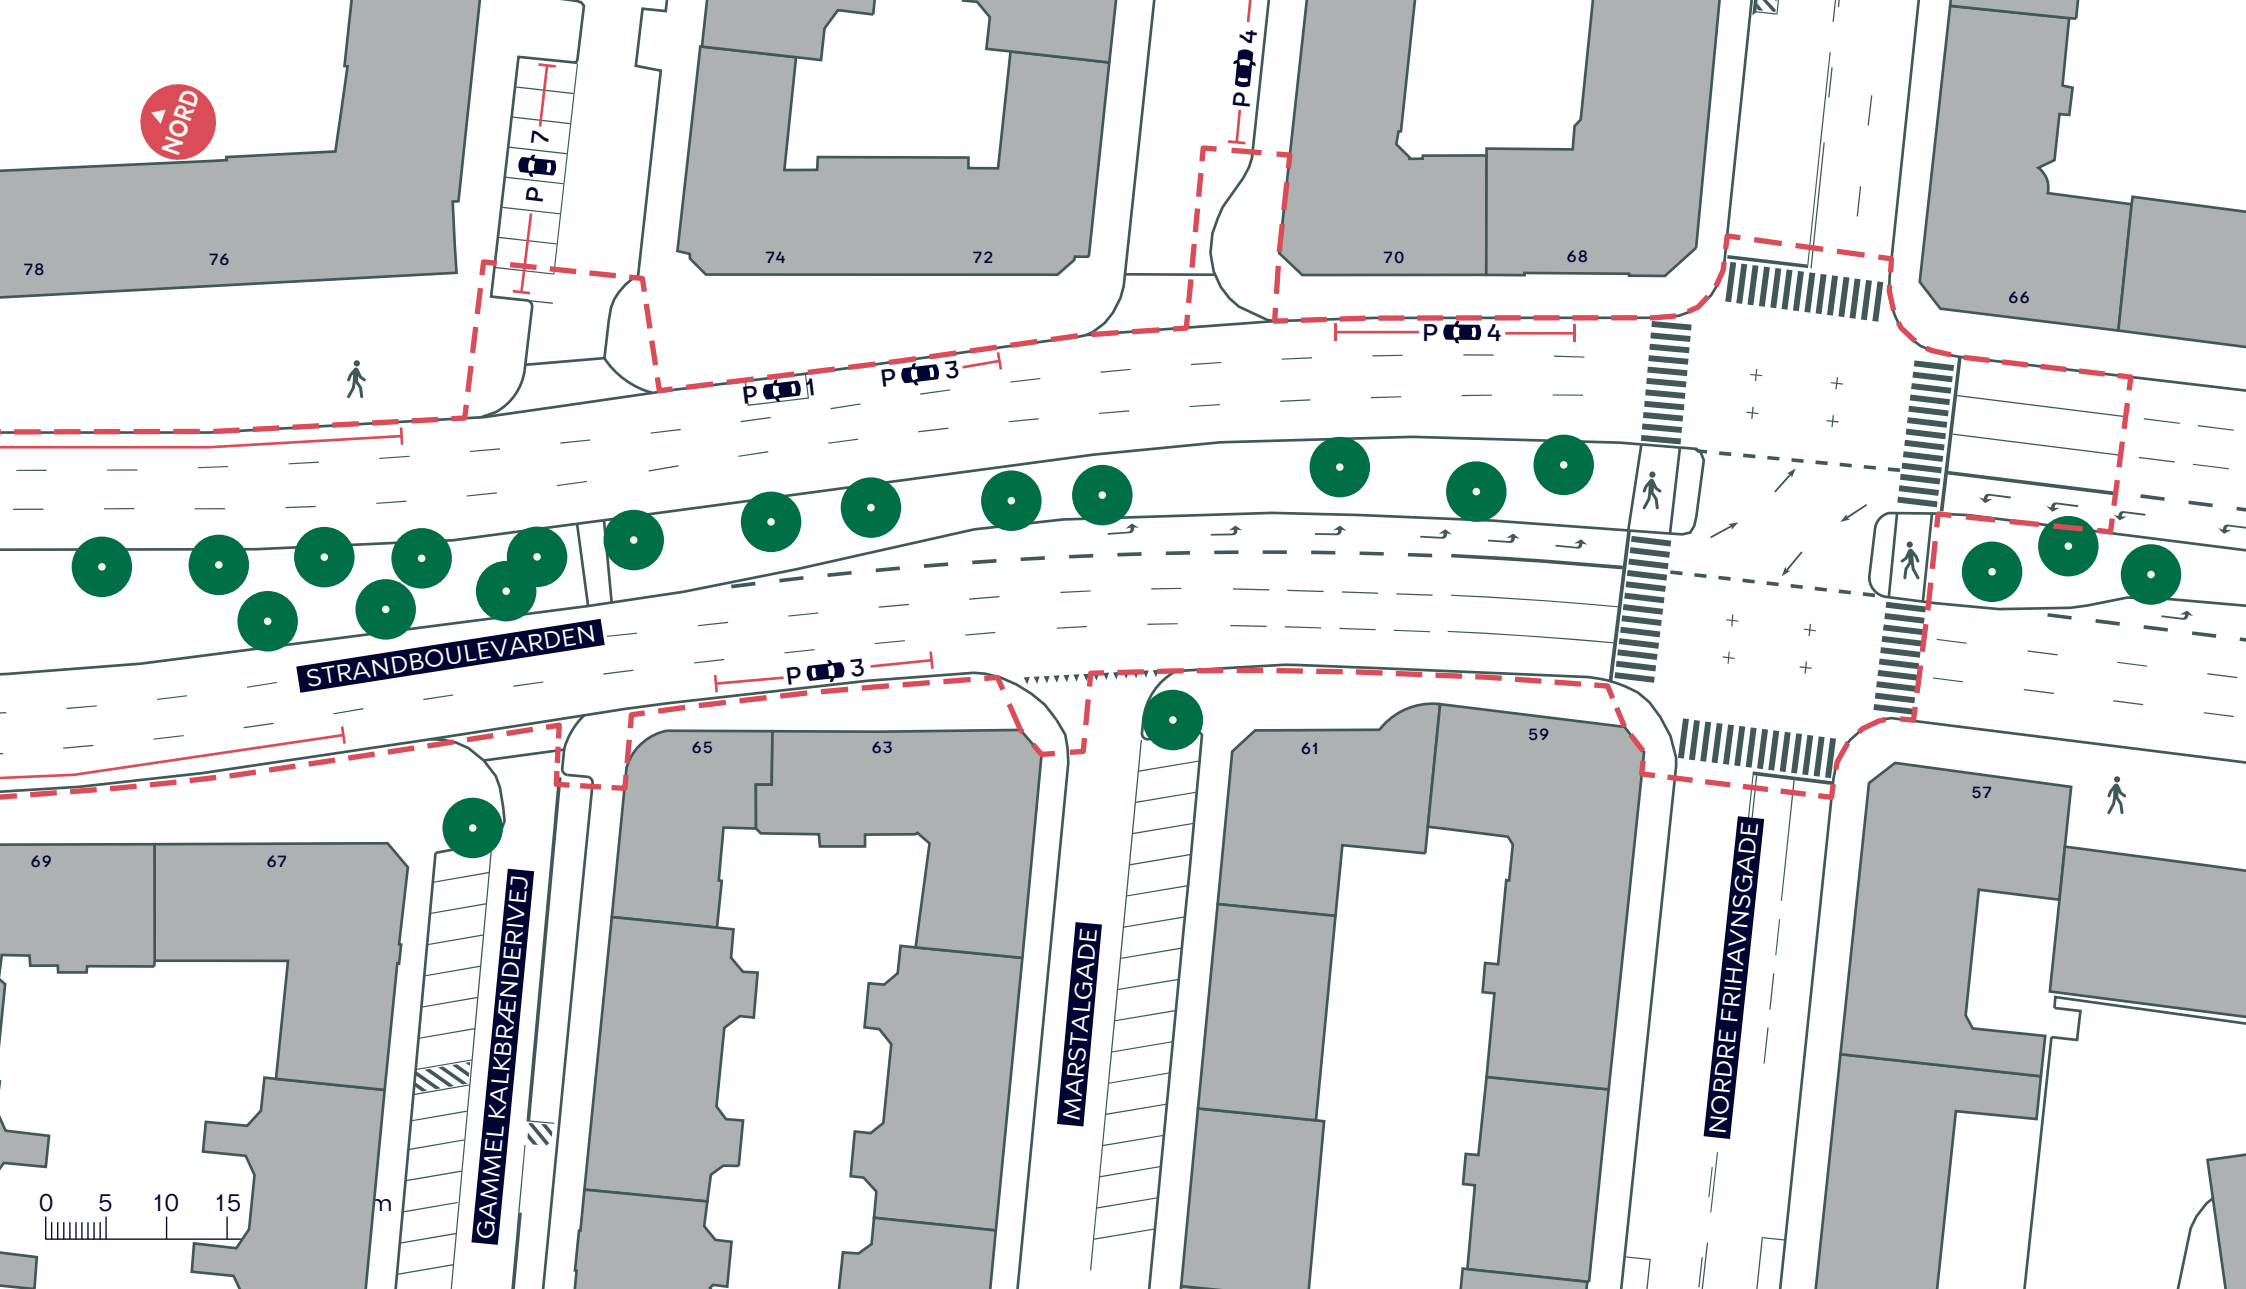 P 4
NORD
P 7
78
76
74
72
70
68
66
P 4
P 3
P 1
STRANDBOULEVARDEN
P 3
65
63
61
59
57
69
67
GAMMEL KALKBRÆNDERIVEJ
MARSTALGADE
NORDRE FRIHAVNSGADE
0 5 10 15 m